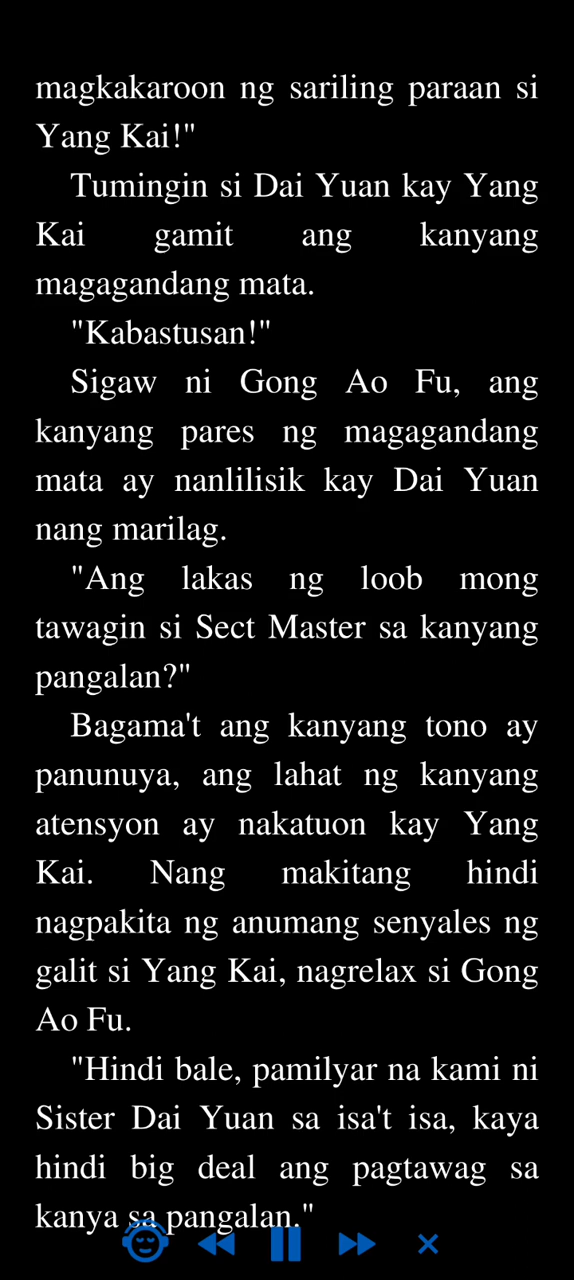 magkakaroon ng sariling paraan si
Yang Kai!"
Tumingin si Dai Yuan kay Yang
Kai gamit ang kanyang
magagandang mata.
"Kabastusan!"
Sigaw ni Gong Ao Fu, ang
kanyang pares ng magagandang
mata ay nanlilisik kay Dai Yuan
nang marilag.
"Ang lakas ng loob mong
tawagin si Sect Master sa kanyang
pangalan?"
Bagama't ang kanyang tono ay
panunuya, ang lahat ng kanyang
atensyon ay nakatuon kay Yang
Kai. Nang makitang hindi
nagpakita ng anumang senyales ng
galit si Yang Kai, nagrelax si Gong
Ao Fu.
"Hindi bale, pamilyar na kami ni
Sister Dai Yuan sa isa't isa, kaya
hindi big deal ang pagtawag sa
kanya sa pangalan."